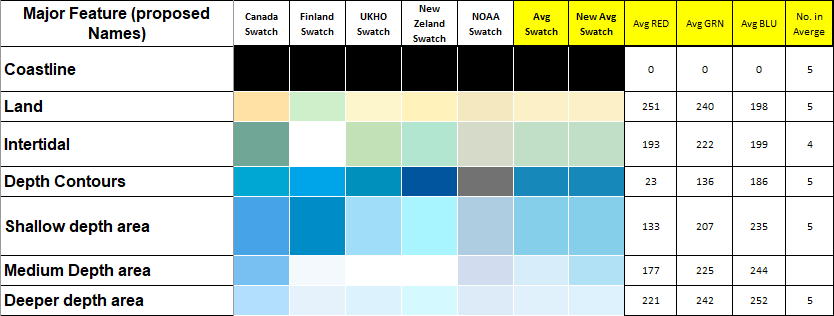 Major Feature (proposed Names) Canada Swatch Finland Swatch UKHO Swatch New Zeland Swatch NOAA Swatch Avg Swatch New Avg Swatch Avg RED Avg GRN Avg BLU No. in Averge
Coastline 0 0 0 5
Land 251 240 198 5
Intertidal 193 222 199 4
Depth Contours 23 136 186 5
Shallow depth area 133 207 235 5
Medium Depth area 177 225 244
Deeper depth area 221 242 252 5